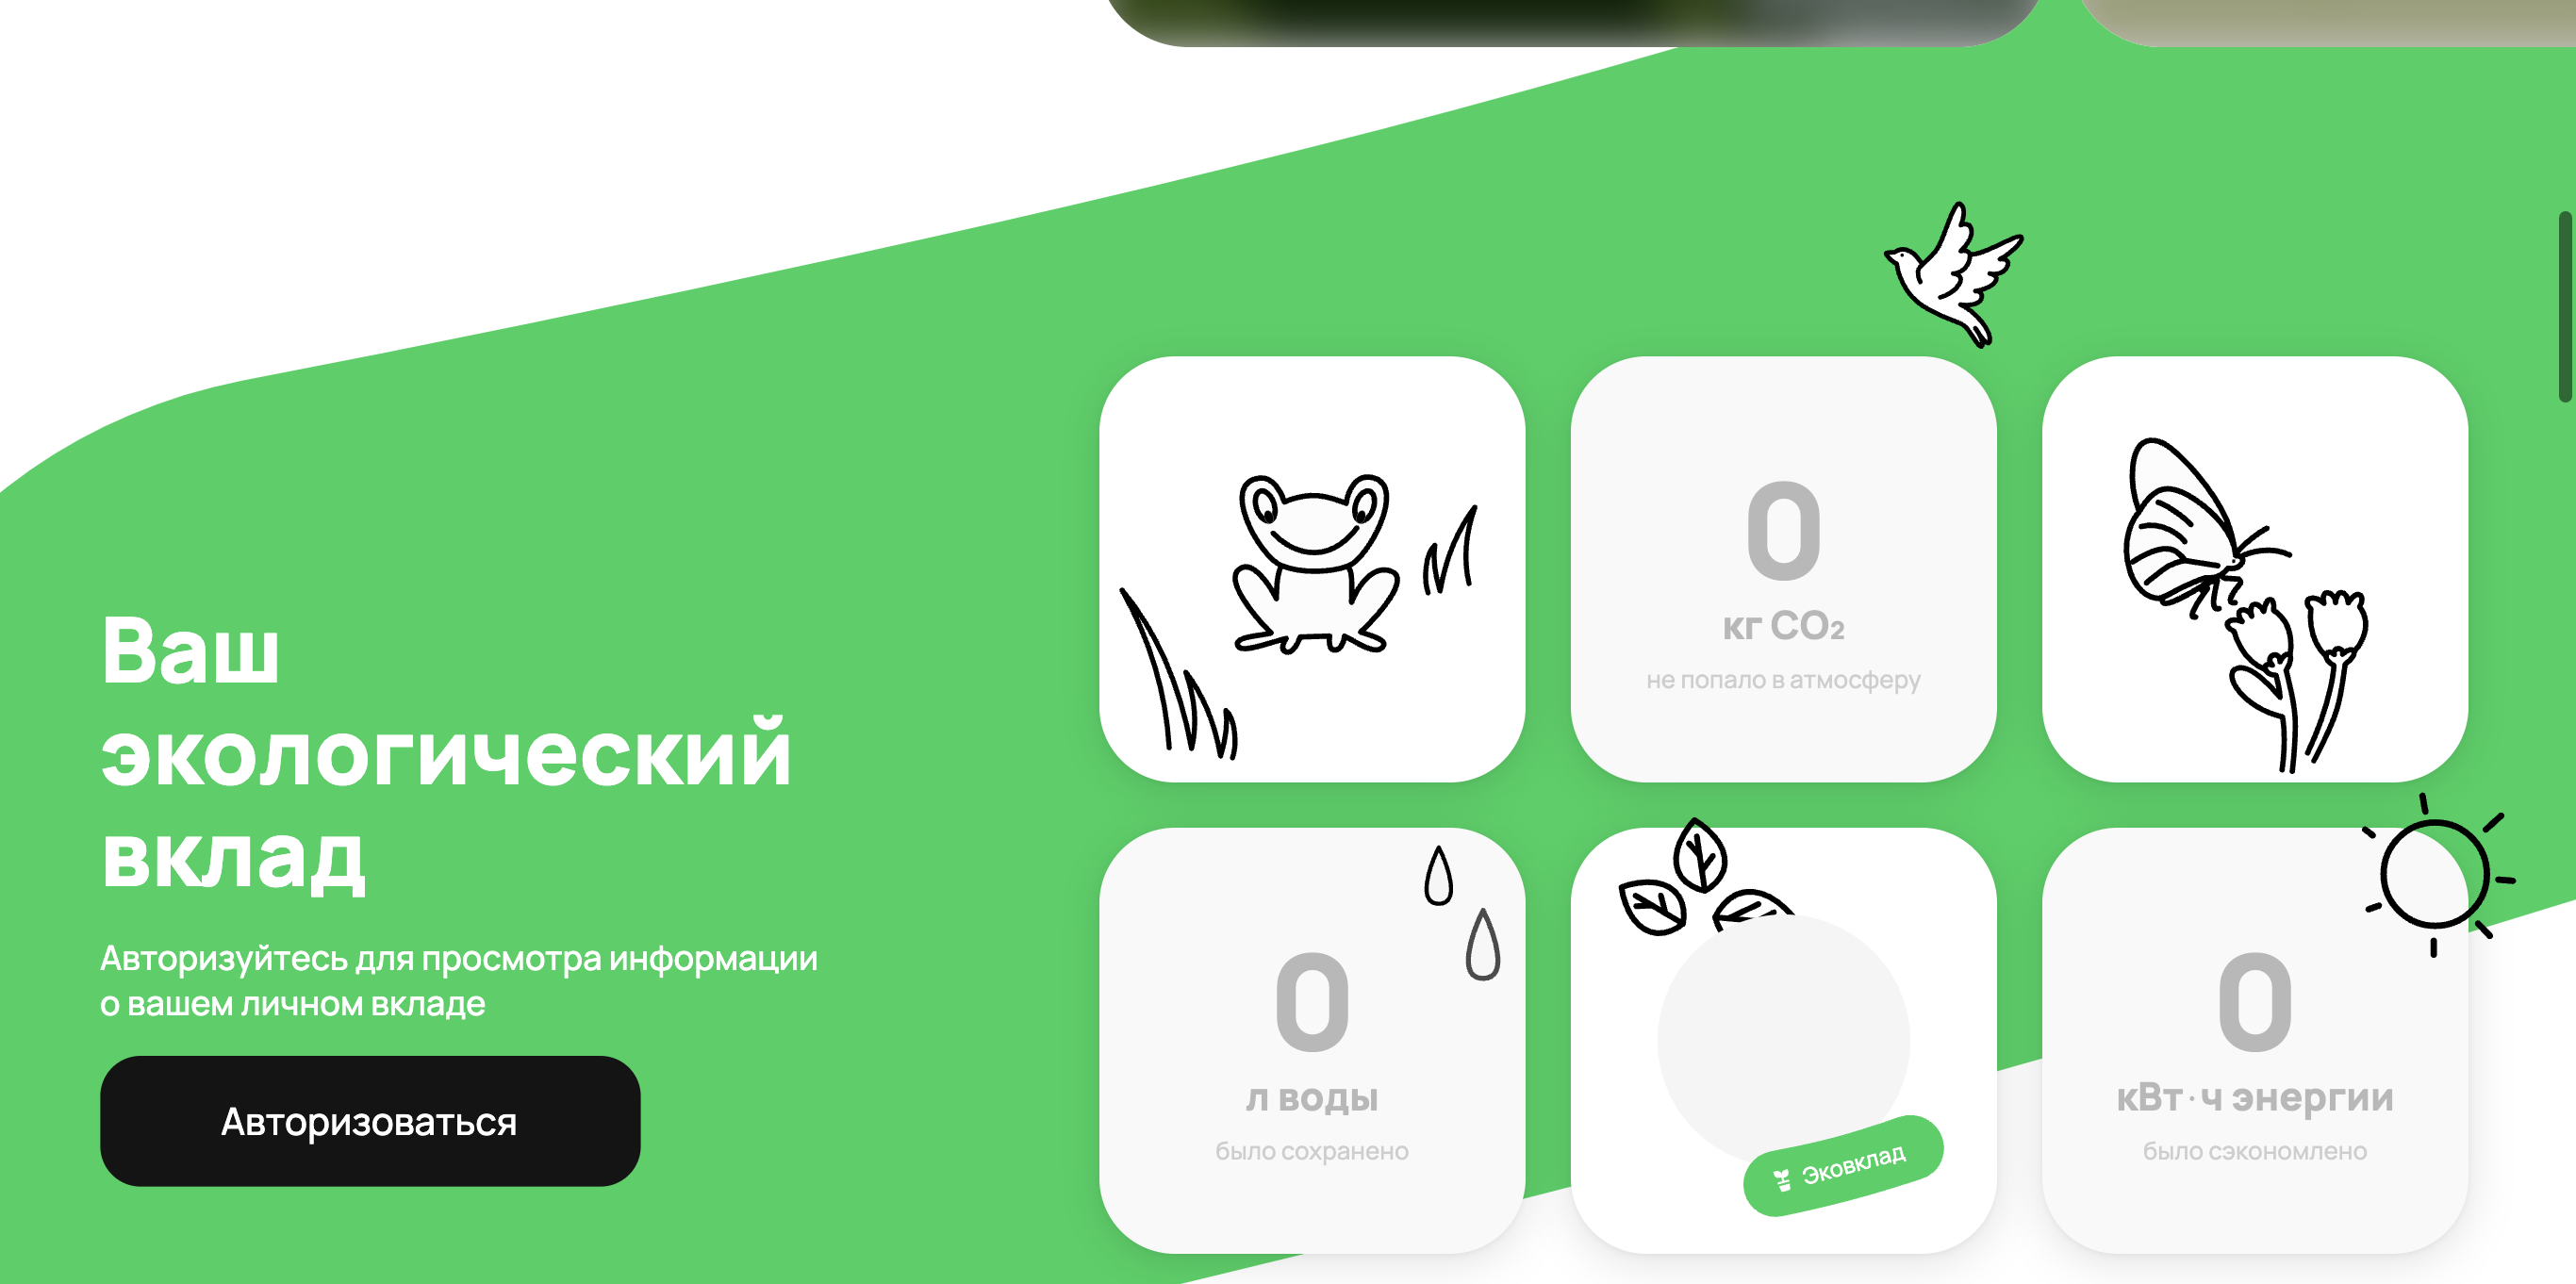 Ваш
экологический
вклад
Авторизуйтесь для просмотра информации
о вашем личном вкладе
Авторизоваться
0
кг CO₂
не попало в атмосферу
0
л воды
было сохранено
Эковклад
0
кВт·ч энергии
было сэкономлено